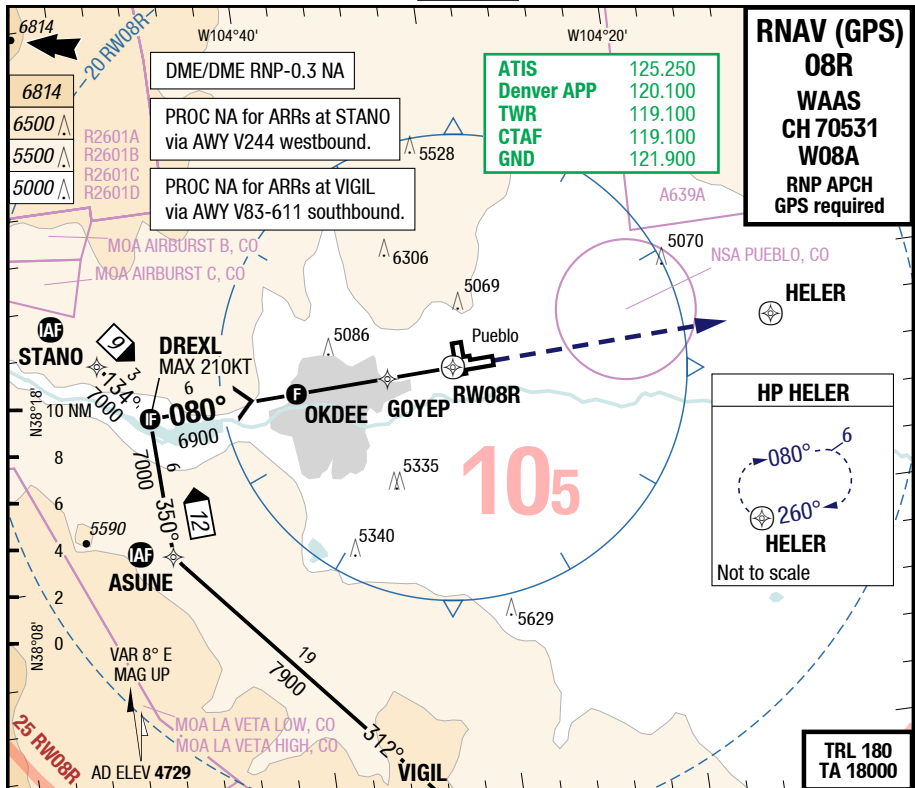 6814
20 RW08R
W104°40'
W104°20'
RNAV (GPS)
08R
WAAS
CH 70531
W08A
RNP APCH
GPS required
6814
6500
5500
5000
R2601A
R2601B
R2601C
R2601D
DME/DME RNP-0.3 NA
PROC NA for ARRs at STANO
via AWY V244 westbound.
PROC NA for ARRs at VIGIL
via AWY V83-611 southbound.
ATIS 125.250
Denver APP 120.100
TWR 119.100
CTAF 119.100
GND 121.900
5528
A639A
MOA AIRBURST B, CO
MOA AIRBURST C, CO
6306
5070
NSA PUEBLO, CO
5069
HELER
IAF
STANO
9
3
134°
7000
DREXL
MAX 210KT
6
IF
080°
6900
5086
F
OKDEE
GOYEP
RW08R
Pueblo
N38°18'
10 NM
8
6
4
2
0
N38°08'
7000
6
350°
12
5335
105
5340
5590
IAF
ASUNE
5629
HP HELER
080°
6
260°
HELER
Not to scale
VAR 8° E
MAG UP
19
7900
312°
VIGIL
MOA LA VETA LOW, CO
MOA LA VETA HIGH, CO
25 RW08R
AD ELEV 4729
TRL 180
TA 18000